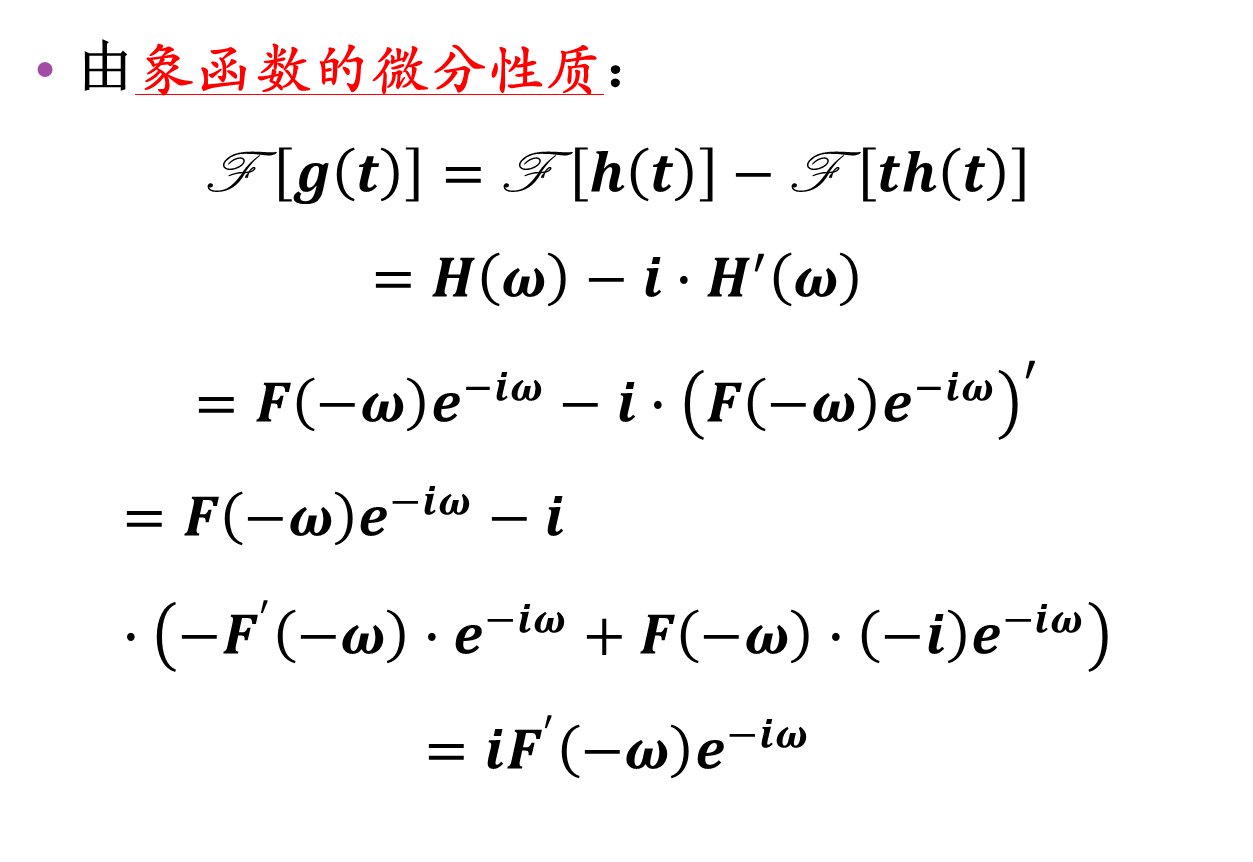 • 由象函数的微分性质：
ℱ[g(t)] = ℱ[h(t)] − ℱ[th(t)]
= H(ω) − i · H′(ω)
= F(−ω)e^{−iω} − i · (F(−ω)e^{−iω})′
= F(−ω)e^{−iω} − i
· (−F′(−ω) · e^{−iω} + F(−ω) · (−i)e^{−iω})
= iF′(−ω)e^{−iω}